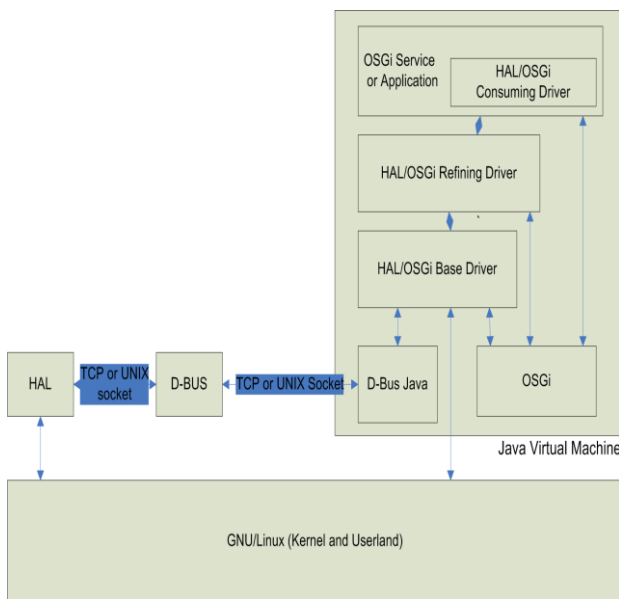 OSGi Service
or Application
HAL/OSGi
Consuming Driver
HAL/OSGi Refining Driver
HAL/OSGi Base Driver
HAL
TCP or UNIX
socket
D-BUS
TCP or UNIX Socket
D-Bus Java
OSGi
Java Virtual Machine
GNU/Linux (Kernel and Userland)